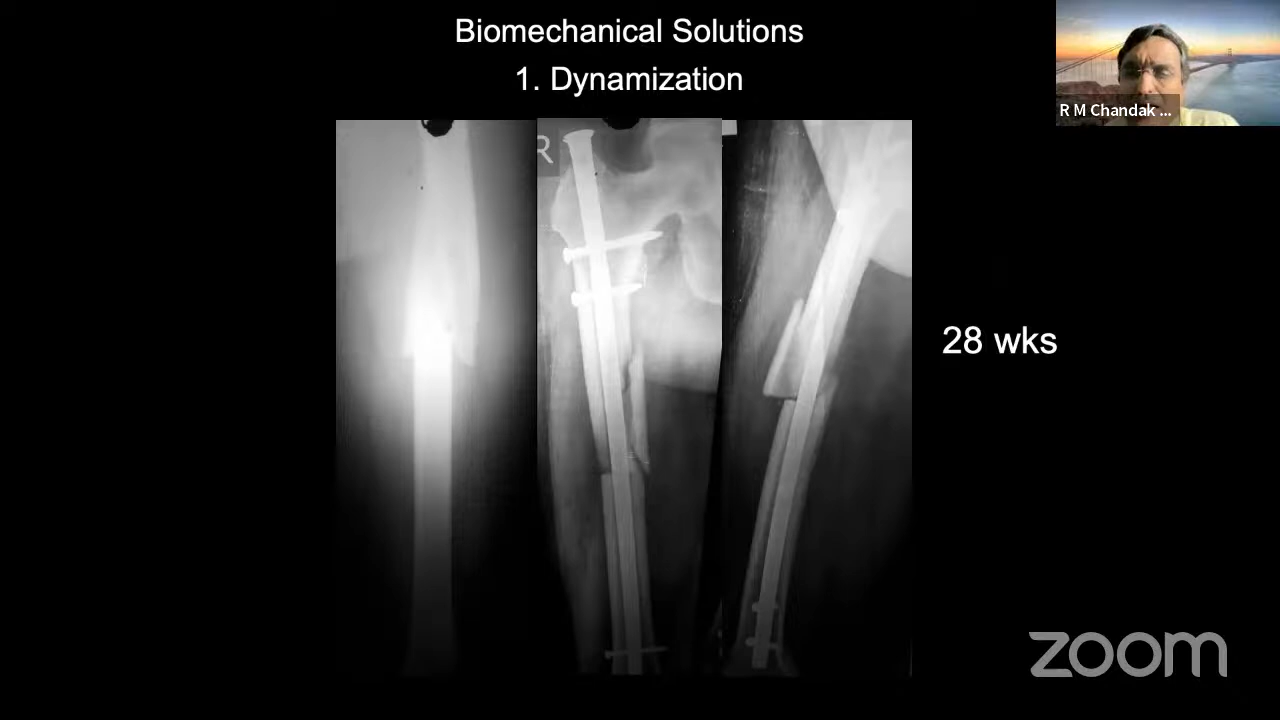 Biomechanical Solutions
1. Dynamization
R M Chandak ...
R
28 wks
zoom